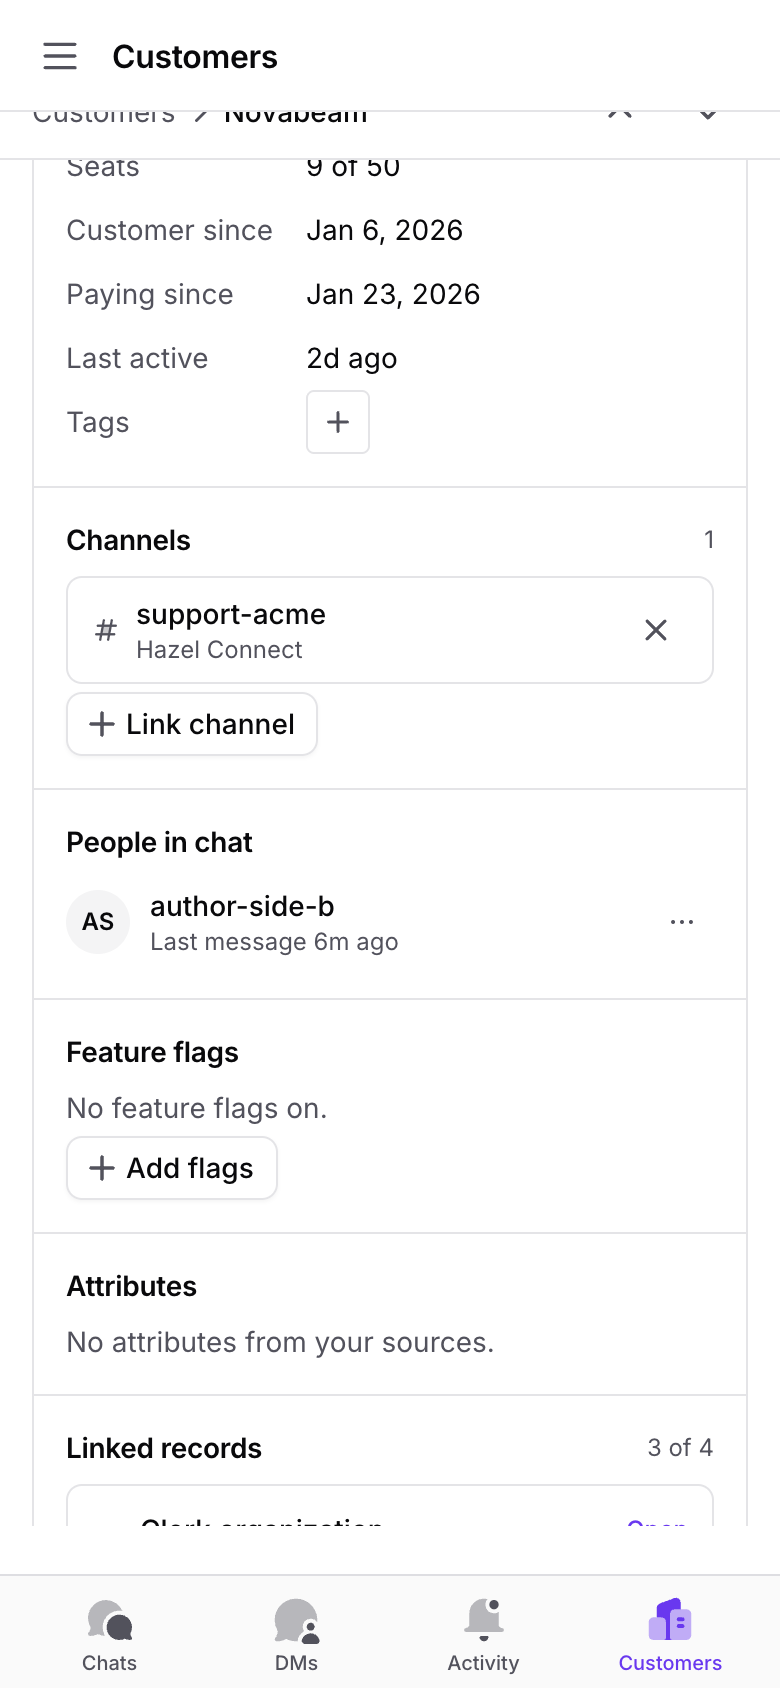 Customers
Customers > Novabeam
Seats 9 of 50
Customer since Jan 6, 2026
Paying since Jan 23, 2026
Last active 2d ago
Tags
Channels 1
# support-acme
Hazel Connect
Link channel
People in chat
AS author-side-b
Last message 6m ago
Feature flags
No feature flags on.
Add flags
Attributes
No attributes from your sources.
Linked records 3 of 4
Clerk organization Open
Chats DMs Activity Customers